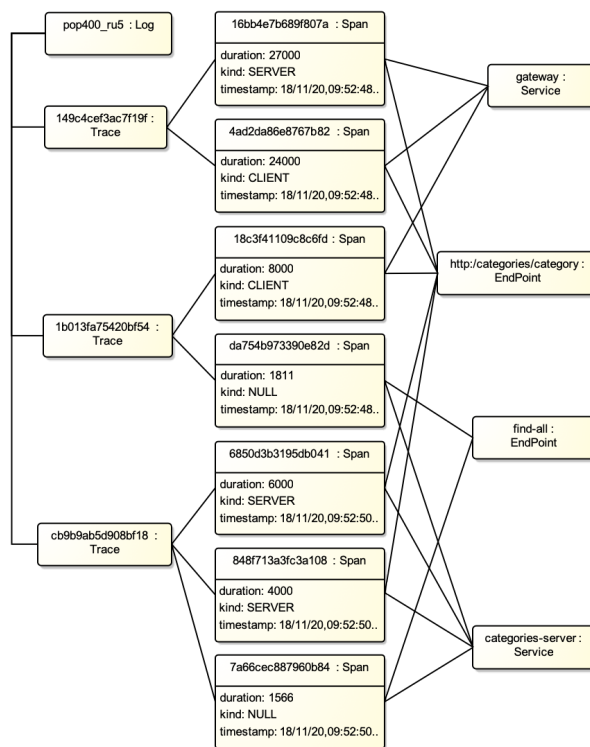 pop400_ru5 : Log
149c4cef3ac7f19f :
Trace
1b013fa75420bf54 :
Trace
cb9b9ab5d908bf18 :
Trace
16bb4e7b689f807a : Span
duration: 27000
kind: SERVER
timestamp: 18/11/20,09:52:48..
4ad2da86e8767b82 : Span
duration: 24000
kind: CLIENT
timestamp: 18/11/20,09:52:48..
18c3f41109c8c6fd : Span
duration: 8000
kind: CLIENT
timestamp: 18/11/20,09:52:48..
da754b973390e82d : Span
duration: 1811
kind: NULL
timestamp: 18/11/20,09:52:48..
6850d3b3195db041 : Span
duration: 6000
kind: SERVER
timestamp: 18/11/20,09:52:50..
848f713a3fc3a108 : Span
duration: 4000
kind: SERVER
timestamp: 18/11/20,09:52:50..
7a66cec887960b84 : Span
duration: 1566
kind: NULL
timestamp: 18/11/20,09:52:50..
gateway :
Service
http:/categories/category :
EndPoint
find-all :
EndPoint
categories-server :
Service